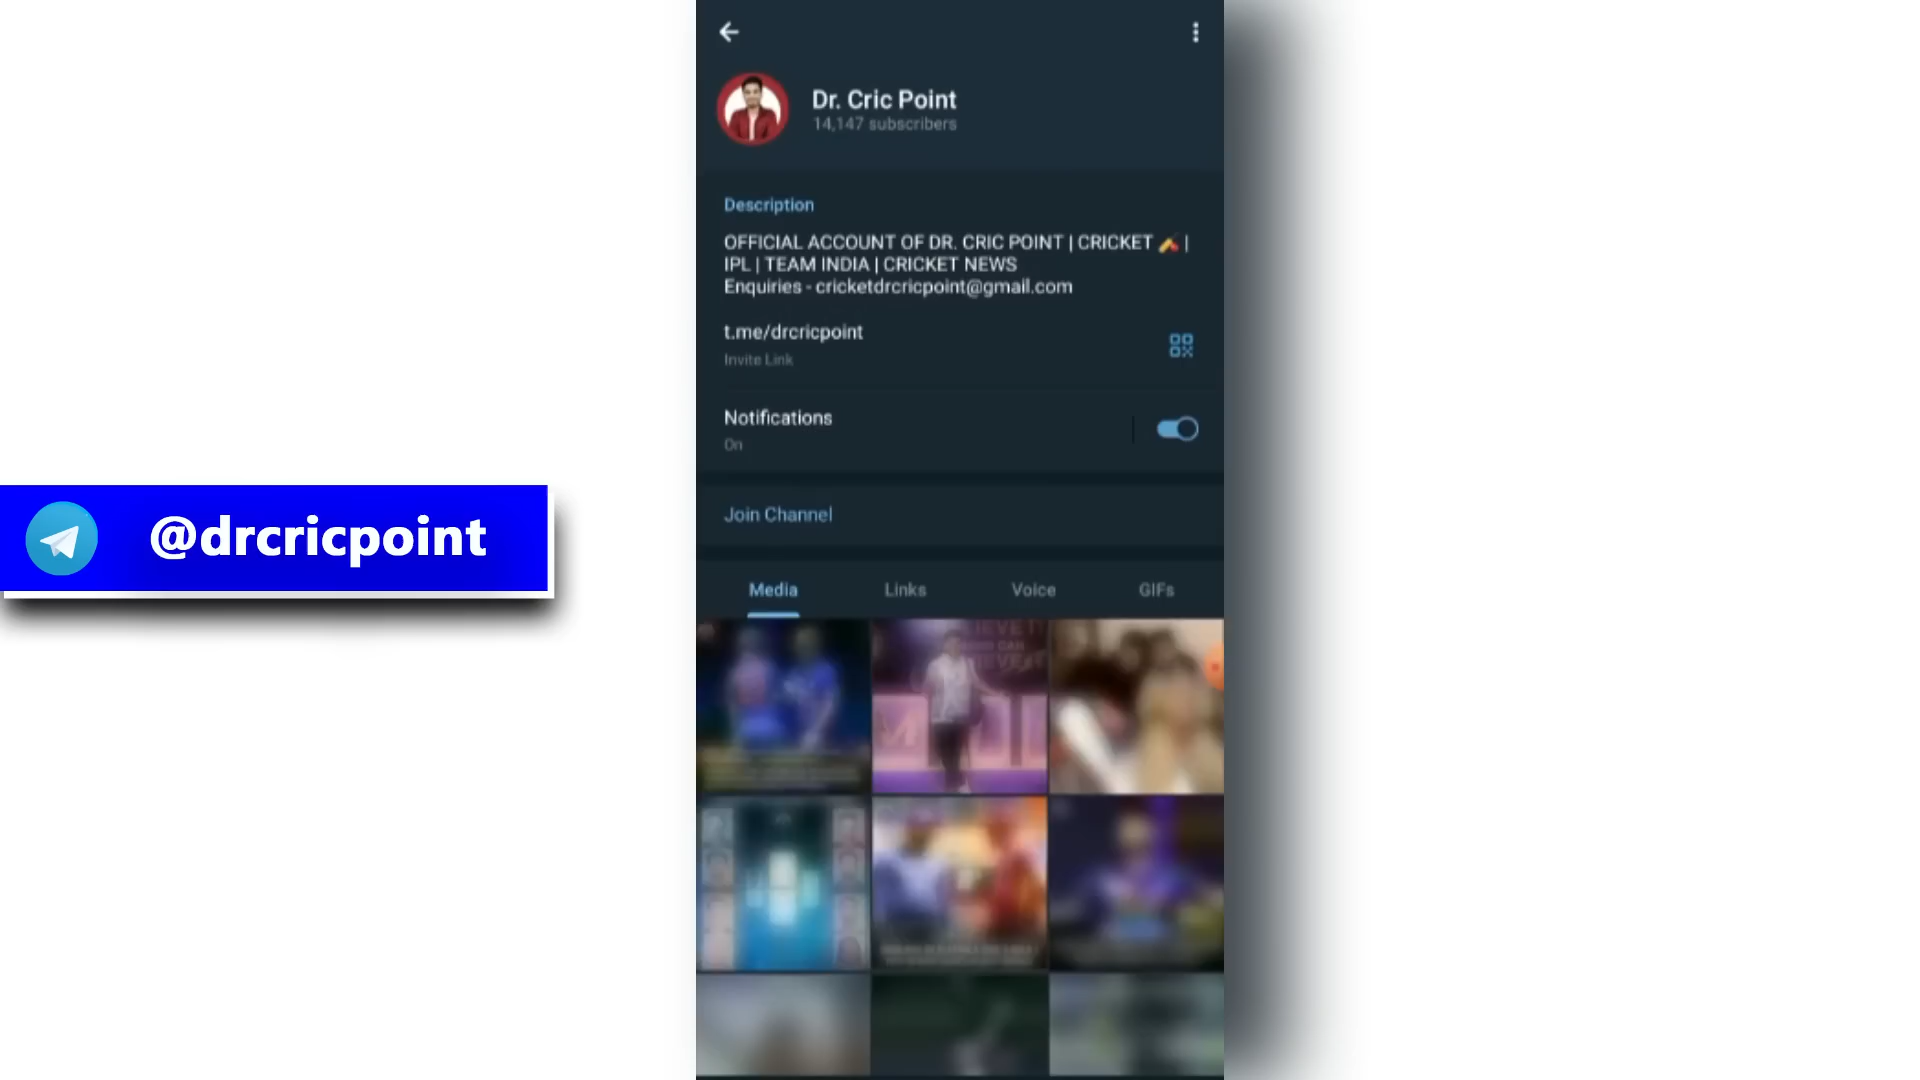 Dr. Cric Point
14,147 subscribers
Description
OFFICIAL ACCOUNT OF DR. CRIC POINT | CRICKET 🏏 |
IPL | TEAM INDIA | CRICKET NEWS
Enquiries - cricketdrcricpoint@gmail.com
t.me/drcricpoint
Invite Link
Notifications
On
Join Channel
Media Links Voice GIFs
@drcricpoint